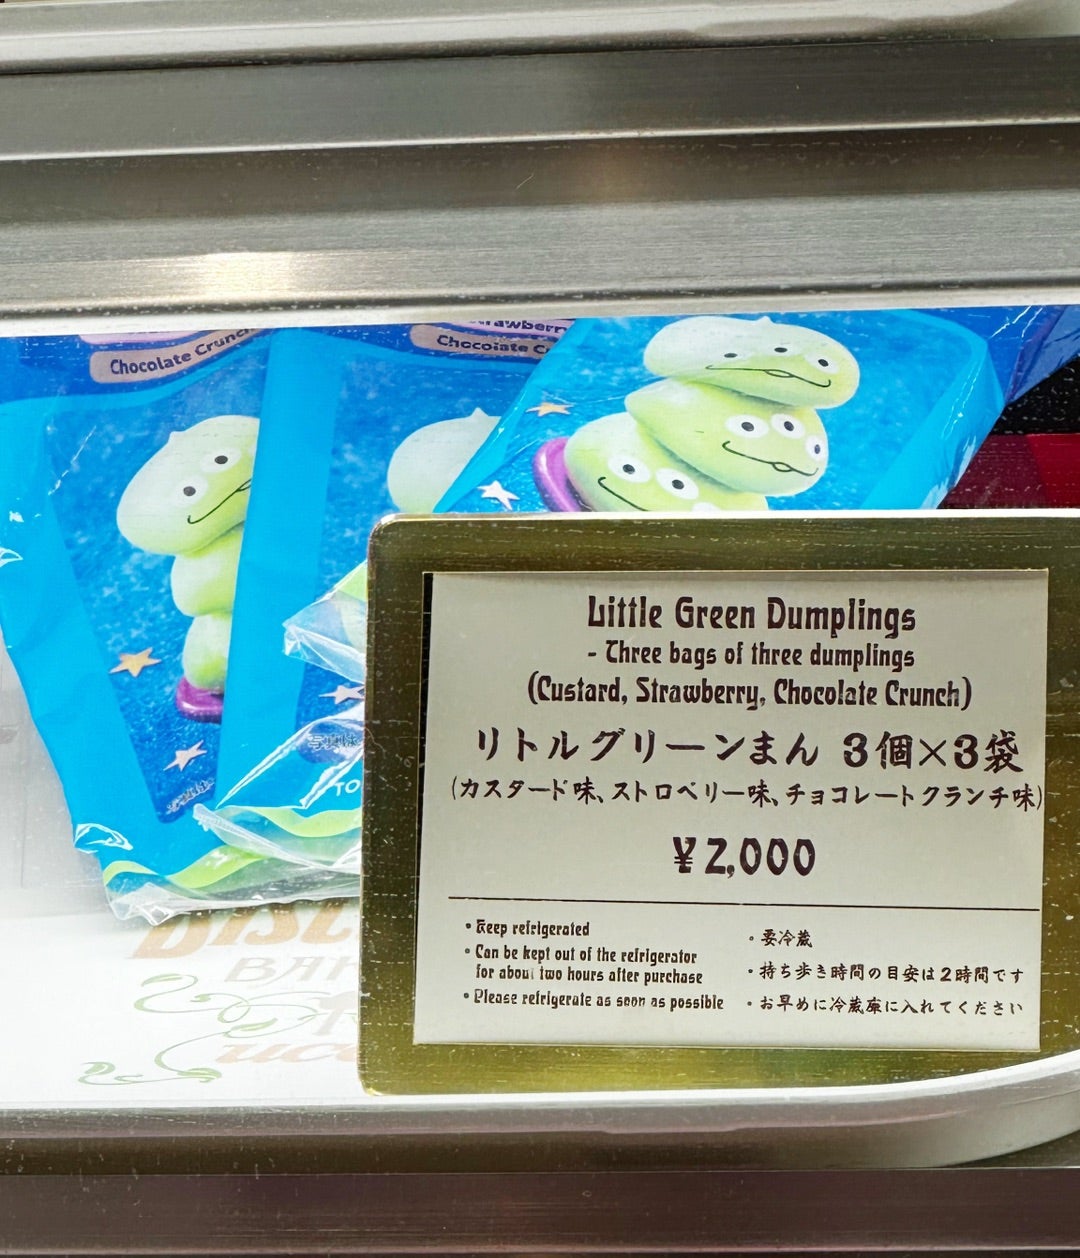 Chocolate Crunch
Strawberry
Chocolate C
Little Green Dumplings
- Three bags of three dumplings
(Custard, Strawberry, Chocolate Crunch)
リトルグリーンまん 3個×3袋
(カスタード味、ストロベリー味、チョコレートクランチ味)
¥2,000
• Keep refrigerated
• Can be kept out of the refrigerator
for about two hours after purchase
• Please refrigerate as soon as possible
• 要冷蔵
• 持ち歩き時間の目安は2時間です
• お早めに冷蔵庫に入れてください
写真は
TO